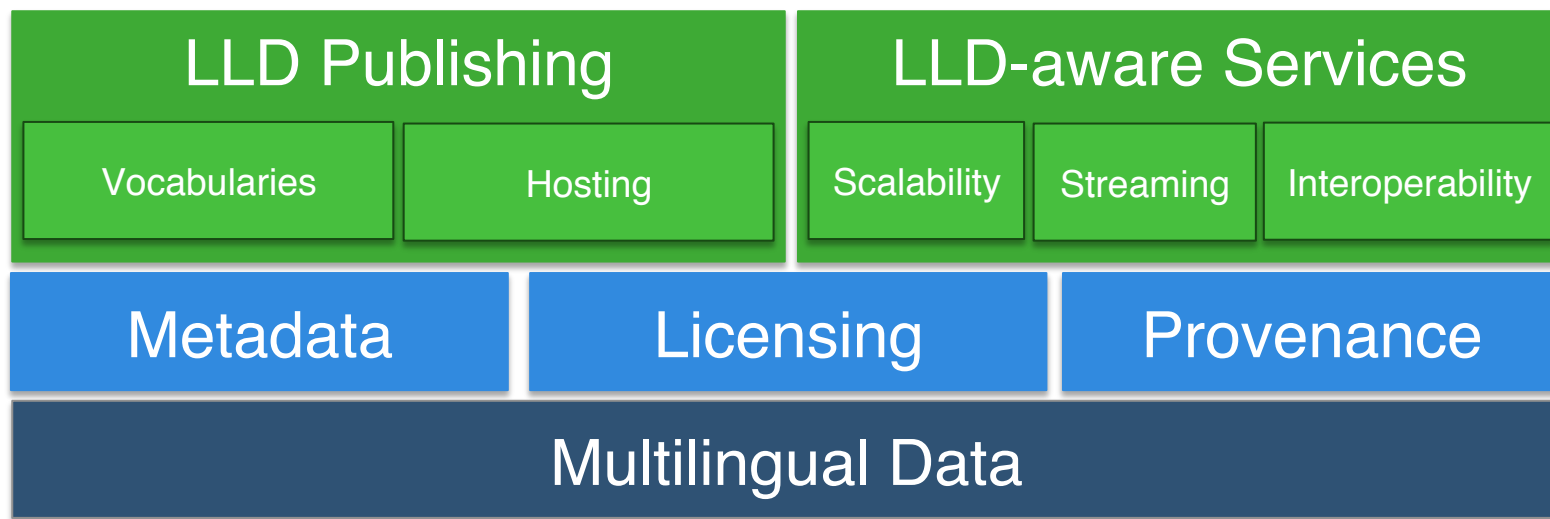 LLD Publishing
LLD-aware Services
Vocabularies
Hosting
Scalability
Streaming
Interoperability
Metadata
Licensing
Provenance
Multilingual Data